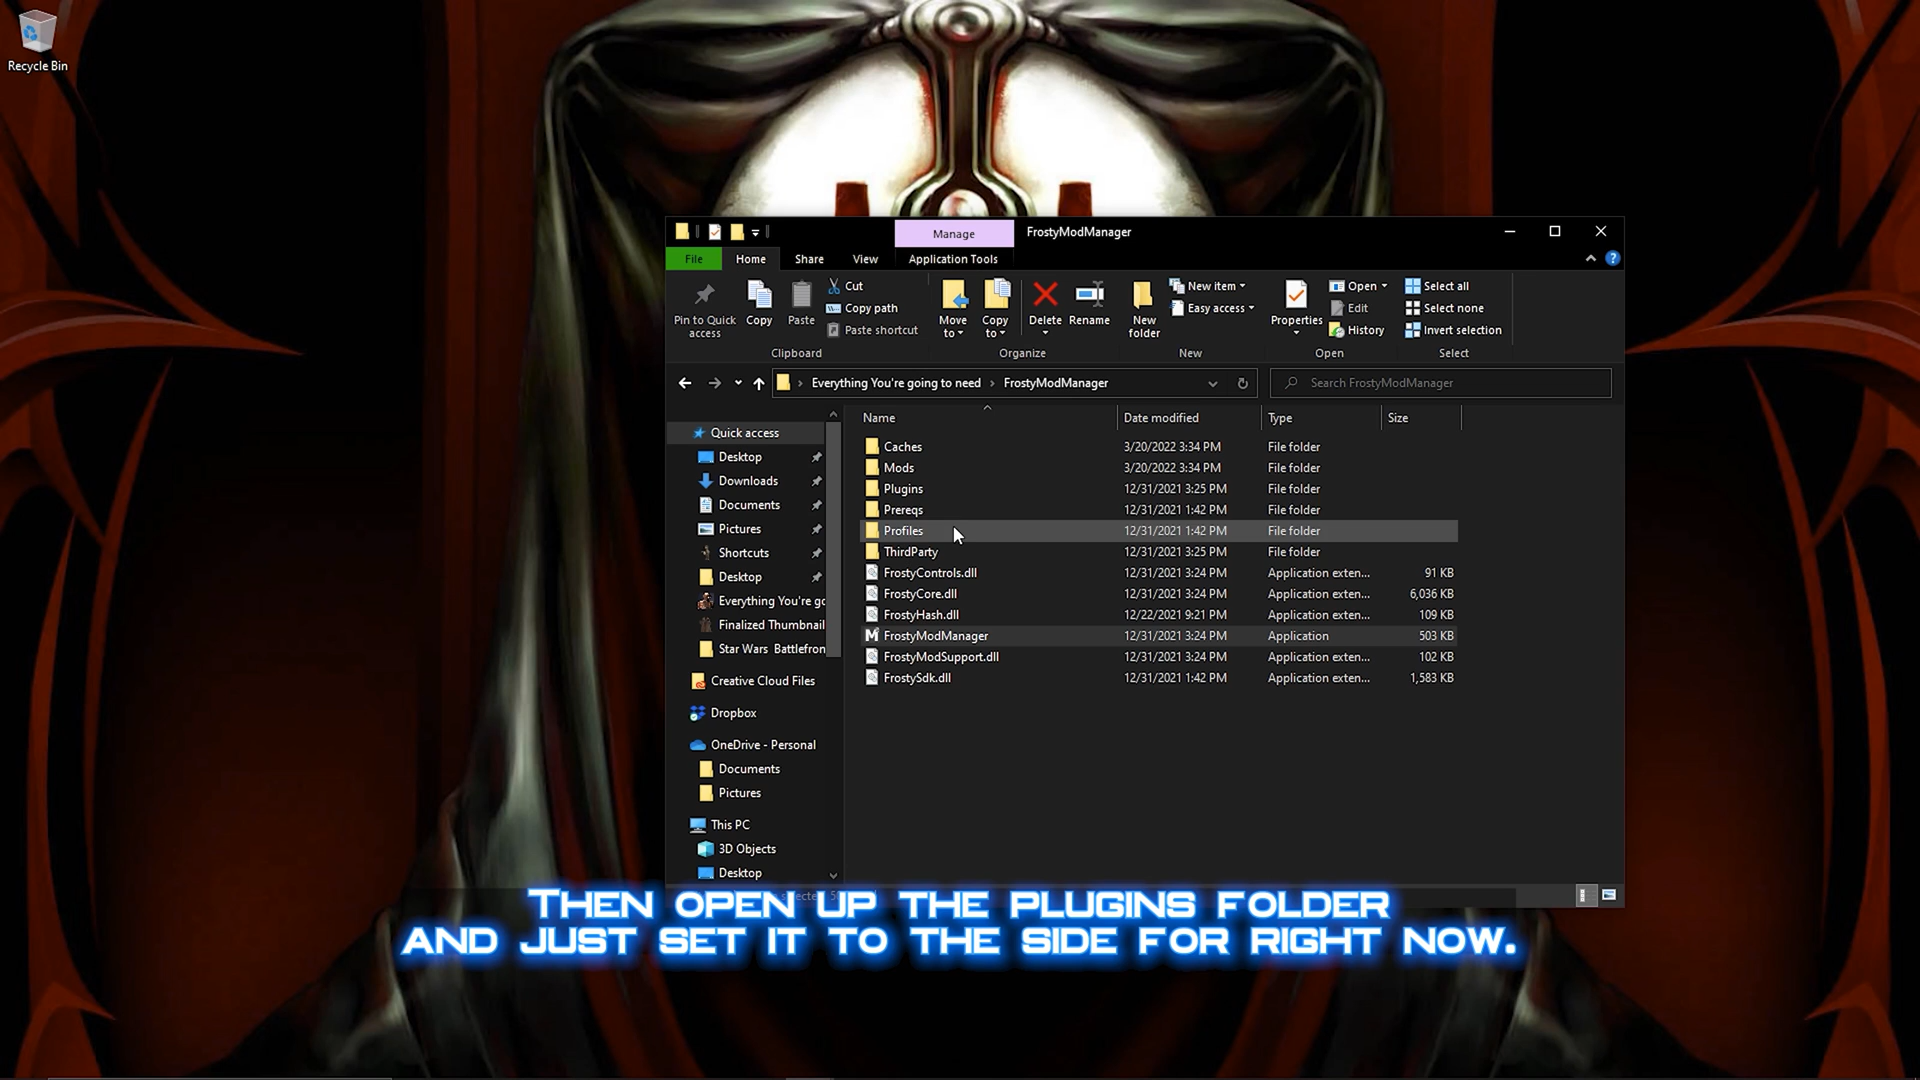 Recycle Bin
Manage
FrostyModManager
File
Home
Share
View
Application Tools
Pin to Quick access
Copy
Paste
Cut
Copy path
Paste shortcut
Clipboard
Move to
Copy to
Delete
Rename
Organize
New folder
New item
Easy access
New
Properties
Open
Edit
History
Open
Select all
Select none
Invert selection
Select
Everything You're going to need > FrostyModManager
Search FrostyModManager
Name Date modified Type Size
Quick access
Desktop
Downloads
Documents
Pictures
Shortcuts
Desktop
Everything You're go
Finalized Thumbnail
Star Wars Battlefron
Creative Cloud Files
Dropbox
OneDrive - Personal
Documents
Pictures
This PC
3D Objects
Desktop
Caches 3/20/2022 3:34 PM File folder
Mods 3/20/2022 3:34 PM File folder
Plugins 12/31/2021 3:25 PM File folder
Prereqs 12/31/2021 1:42 PM File folder
Profiles 12/31/2021 1:42 PM File folder
ThirdParty 12/31/2021 3:25 PM File folder
FrostyControls.dll 12/31/2021 3:24 PM Application exten... 91 KB
FrostyCore.dll 12/31/2021 3:24 PM Application exten... 6,036 KB
FrostyHash.dll 12/22/2021 9:21 PM Application exten... 109 KB
FrostyModManager 12/31/2021 3:24 PM Application 503 KB
FrostyModSupport.dll 12/31/2021 3:24 PM Application exten... 102 KB
FrostySdk.dll 12/31/2021 1:42 PM Application exten... 1,583 KB
THEN OPEN UP THE PLUGINS FOLDER
AND JUST SET IT TO THE SIDE FOR RIGHT NOW.